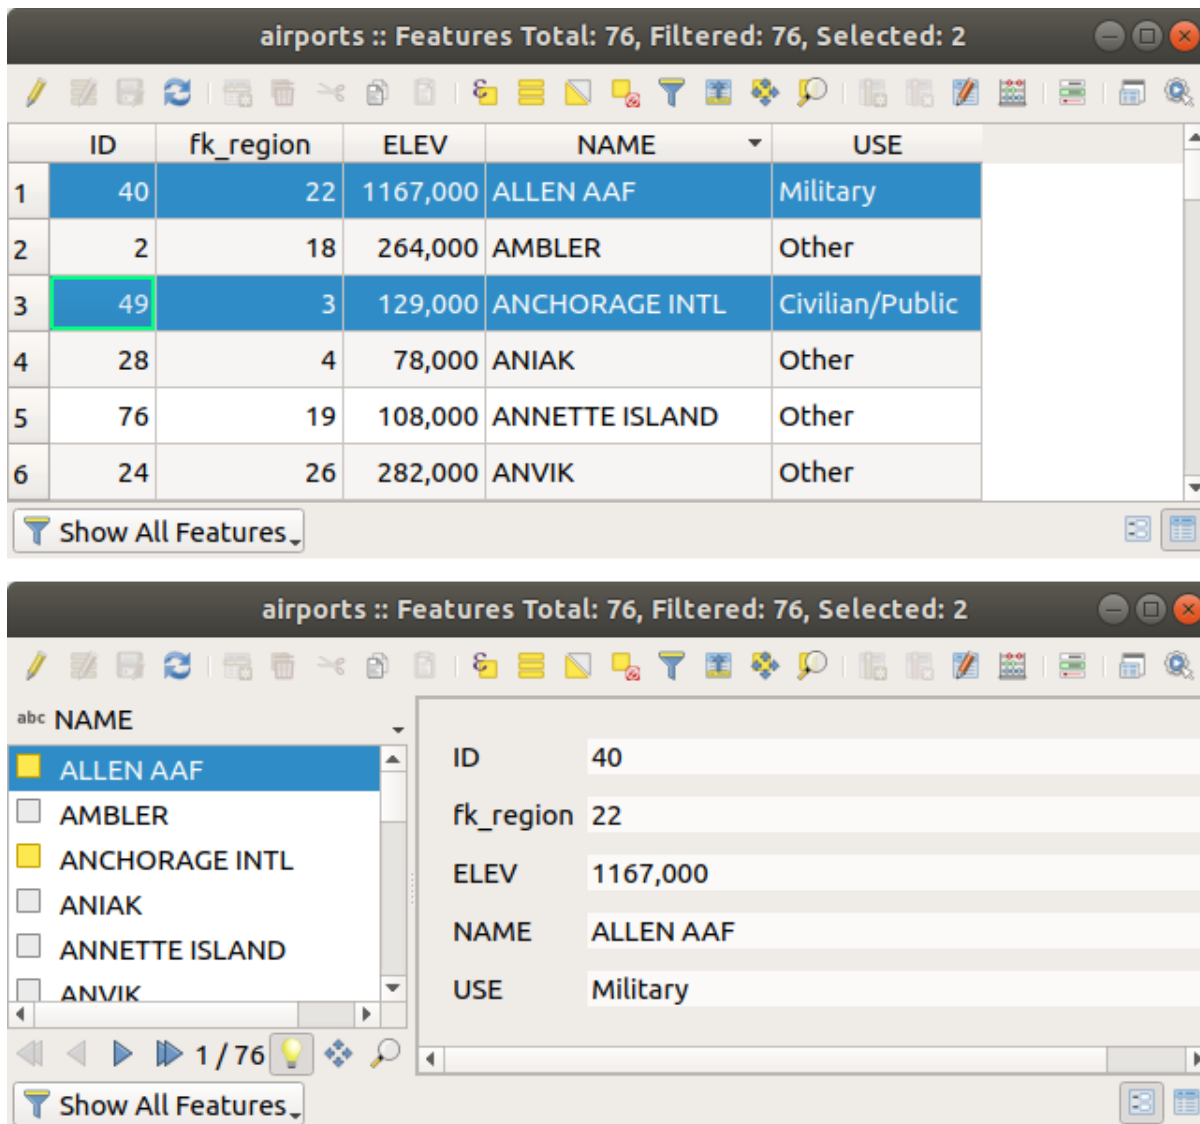 airports :: Features Total: 76, Filtered: 76, Selected: 2
ID fk_region ELEV NAME USE
1 40 22 1167,000 ALLEN AAF Military
2 2 18 264,000 AMBLER Other
3 49 3 129,000 ANCHORAGE INTL Civilian/Public
4 28 4 78,000 ANIAK Other
5 76 19 108,000 ANNETTE ISLAND Other
6 24 26 282,000 ANVIK Other
Show All Features
airports :: Features Total: 76, Filtered: 76, Selected: 2
abc NAME
ALLEN AAF
AMBLER
ANCHORAGE INTL
ANIAK
ANNETTE ISLAND
ANVIK
1 / 76
ID 40
fk_region 22
ELEV 1167,000
NAME ALLEN AAF
USE Military
Show All Features